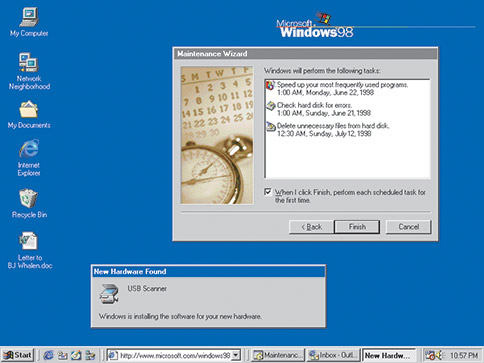 Microsoft
Windows 98
My Computer
Network
Neighborhood
My Documents
Internet
Explorer
Recycle Bin
Letter to
BJ Whalen.doc
Maintenance Wizard
Windows will perform the following tasks:
Speed up your most frequently used programs.
1:00 AM, Monday, June 22, 1998
Check hard disk for errors.
1:00 AM, Sunday, June 21, 1998
Delete unnecessary files from hard disk.
12:30 AM, Sunday, July 12, 1998
When I click Finish, perform each scheduled task for
the first time.
< Back Finish Cancel
New Hardware Found
USB Scanner
Windows is installing the software for your new hardware.
Start http://www.microsoft.com/windows98 Maintenanc... Inbox - Outl... New Hardw... 10:57 PM